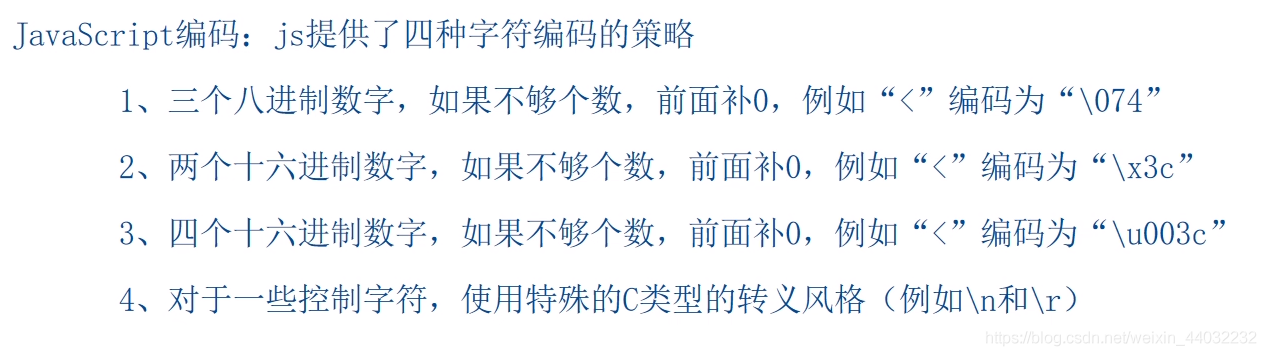 JavaScript编码：js提供了四种字符编码的策略
1、三个八进制数字，如果不够个数，前面补0，例如“<”编码为“\074”
2、两个十六进制数字，如果不够个数，前面补0，例如“<”编码为“\x3c”
3、四个十六进制数字，如果不够个数，前面补0，例如“<”编码为“\u003c”
4、对于一些控制字符，使用特殊的C类型的转义风格（例如\n和\r）
https://blog.csdn.net/weixin_44032232